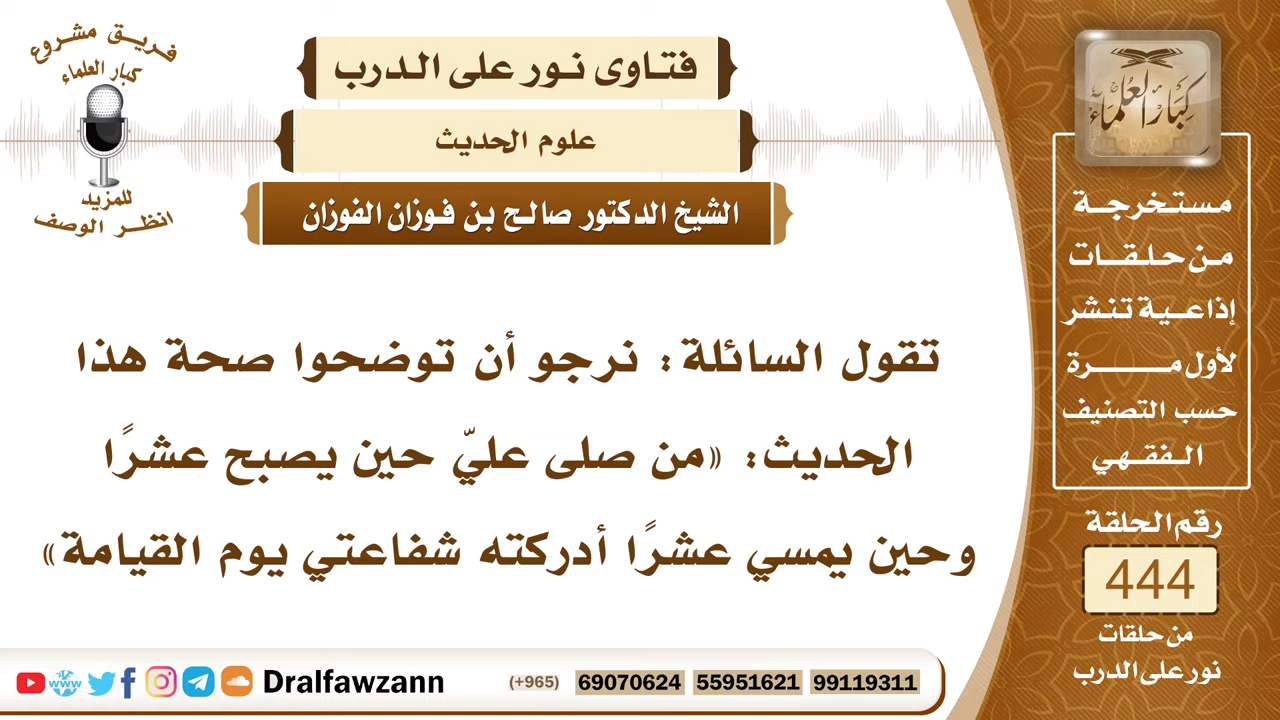 فريق مشروع
كبار العلماء
للمزيد
انظر الوصف
فتاوى نور على الدرب
علوم الحديث
الشيخ الدكتور صالح بن فوزان الفوزان
تقول السائلة: نرجو أن توضحوا صحة هذا
الحديث: «من صلى عليّ حين يصبح عشرًا
وحين يمسي عشرًا أدركته شفاعتي يوم القيامة»
كبار العلماء
مستخرجة
من حلقات
إذاعية تنشر
لأول مرة
حسب التصنيف
الفقهي
رقم الحلقة
444
من حلقات
نور على الدرب
www Dralfawzann (+965) 69070624 55951621 99119311